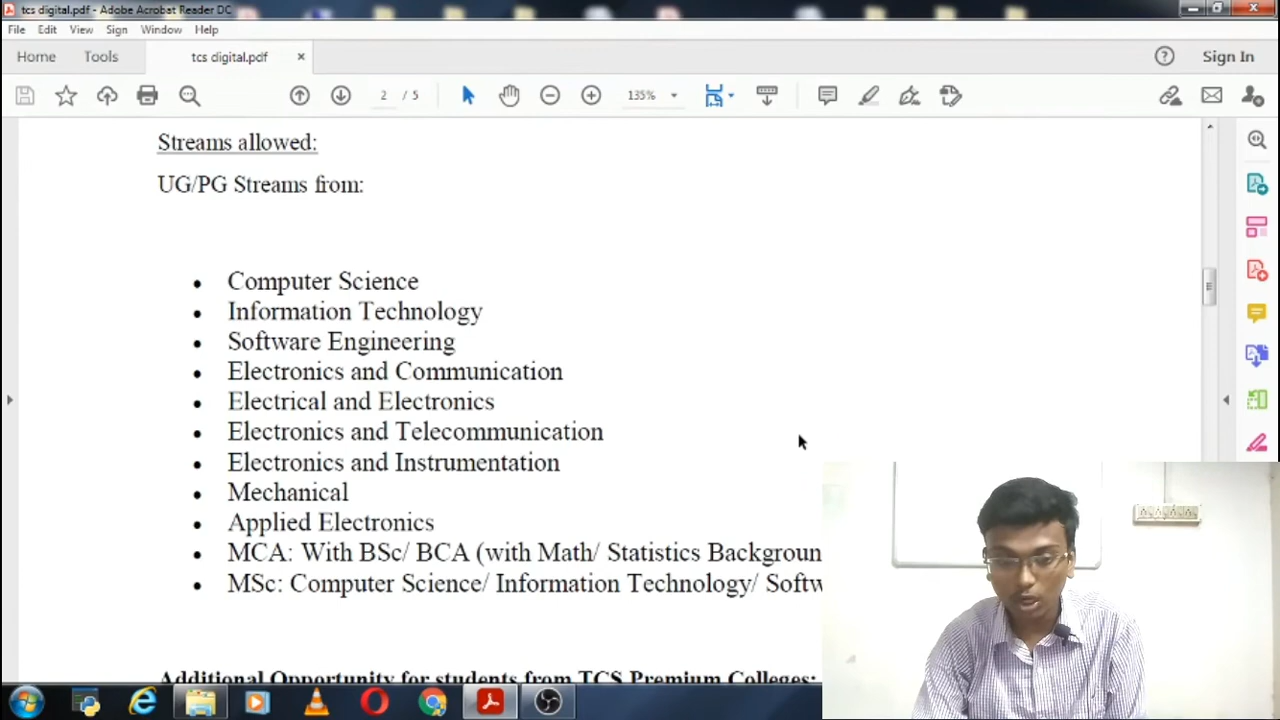 tcs digital.pdf - Adobe Acrobat Reader DC
File Edit View Sign Window Help
Home Tools tcs digital.pdf × Sign In
2 / 5 135%
Streams allowed:
UG/PG Streams from:
• Computer Science
• Information Technology
• Software Engineering
• Electronics and Communication
• Electrical and Electronics
• Electronics and Telecommunication
• Electronics and Instrumentation
• Mechanical
• Applied Electronics
• MCA: With BSc/ BCA (with Math/ Statistics Backgroun
• MSc: Computer Science/ Information Technology/ Softw
Additional Opportunity for students from TCS Premium Colleges: